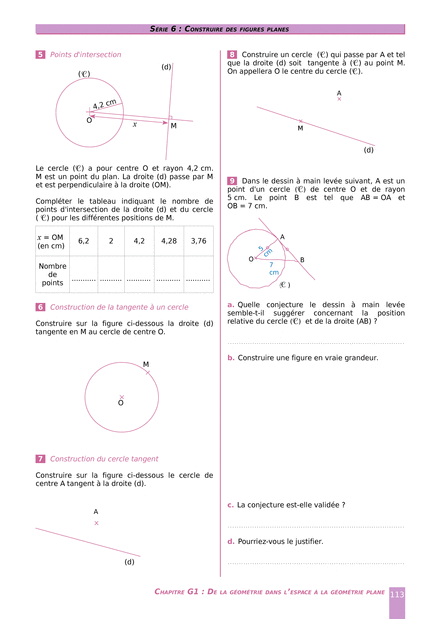 SÉRIE 6 : CONSTRUIRE DES FIGURES PLANES
5 Points d'intersection
(C)
(d)
4,2 cm
O
x
M
Le cercle (C) a pour centre O et rayon 4,2 cm.
M est un point du plan. La droite (d) passe par M
et est perpendiculaire à la droite (OM).
Compléter le tableau indiquant le nombre de
points d'intersection de la droite (d) et du cercle
( C) pour les différentes positions de M.
x = OM
(en cm)
6,2
2
4,2
4,28
3,76
Nombre
de
points
............ ........... ............ ............ ............
6 Construction de la tangente à un cercle
Construire sur la figure ci-dessous la droite (d)
tangente en M au cercle de centre O.
M
O
7 Construction du cercle tangent
Construire sur la figure ci-dessous le cercle de
centre A tangent à la droite (d).
A
(d)
8 Construire un cercle (C) qui passe par A et tel
que la droite (d) soit tangente à (C) au point M.
On appellera O le centre du cercle (C).
A
M
(d)
9 Dans le dessin à main levée suivant, A est un
point d'un cercle (C) de centre O et de rayon
5 cm. Le point B est tel que AB = OA et
OB = 7 cm.
A
5
cm
O
B
7
cm
(C )
a. Quelle conjecture le dessin à main levée
semble-t-il suggérer concernant la position
relative du cercle (C) et de la droite (AB) ?
b. Construire une figure en vraie grandeur.
c. La conjecture est-elle validée ?
d. Pourriez-vous le justifier.
CHAPITRE G1 : DE LA GÉOMÉTRIE DANS L'ESPACE À LA GÉOMÉTRIE PLANE 113